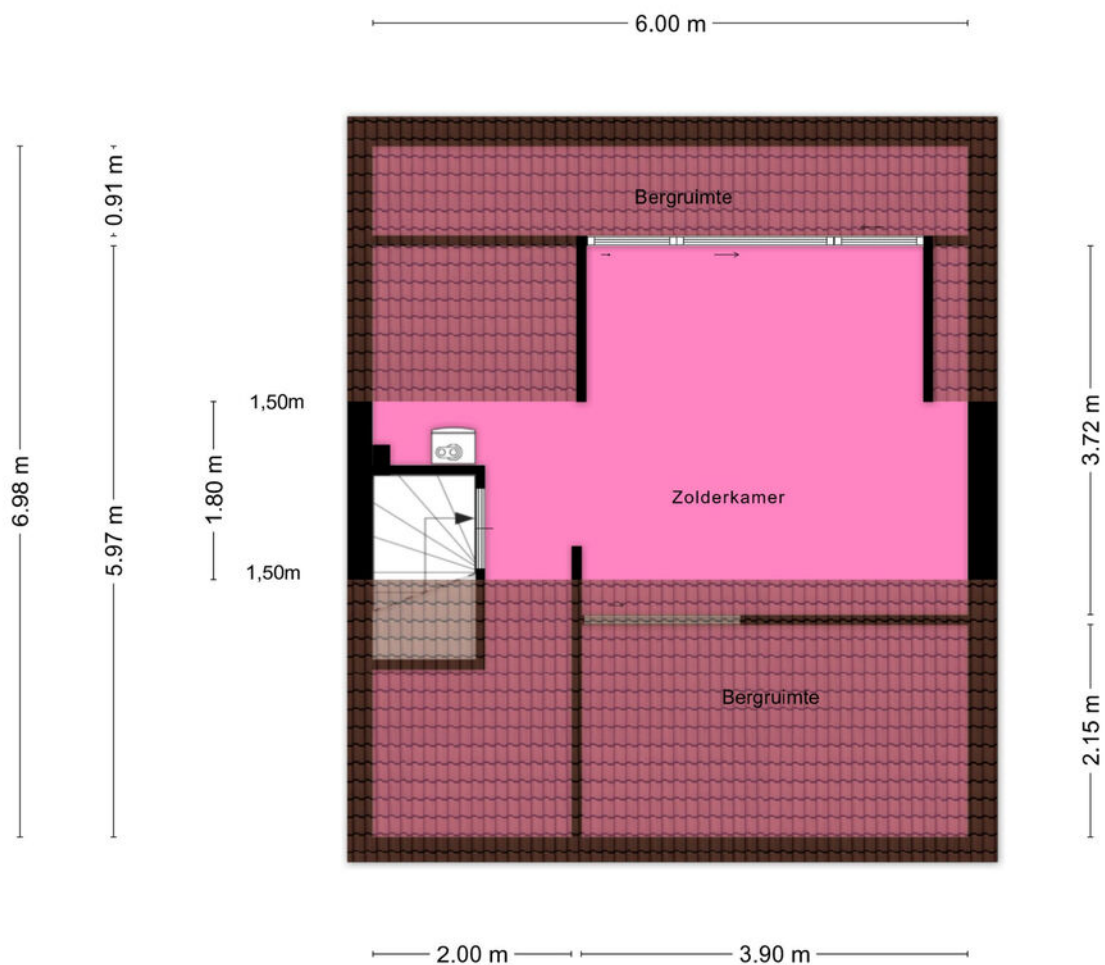 6.00 m
0.91 m
Bergruimte
1,50m
3.72 m
6.98 m
5.97 m
1.80 m
Zolderkamer
1,50m
Bergruimte
2.15 m
2.00 m
3.90 m